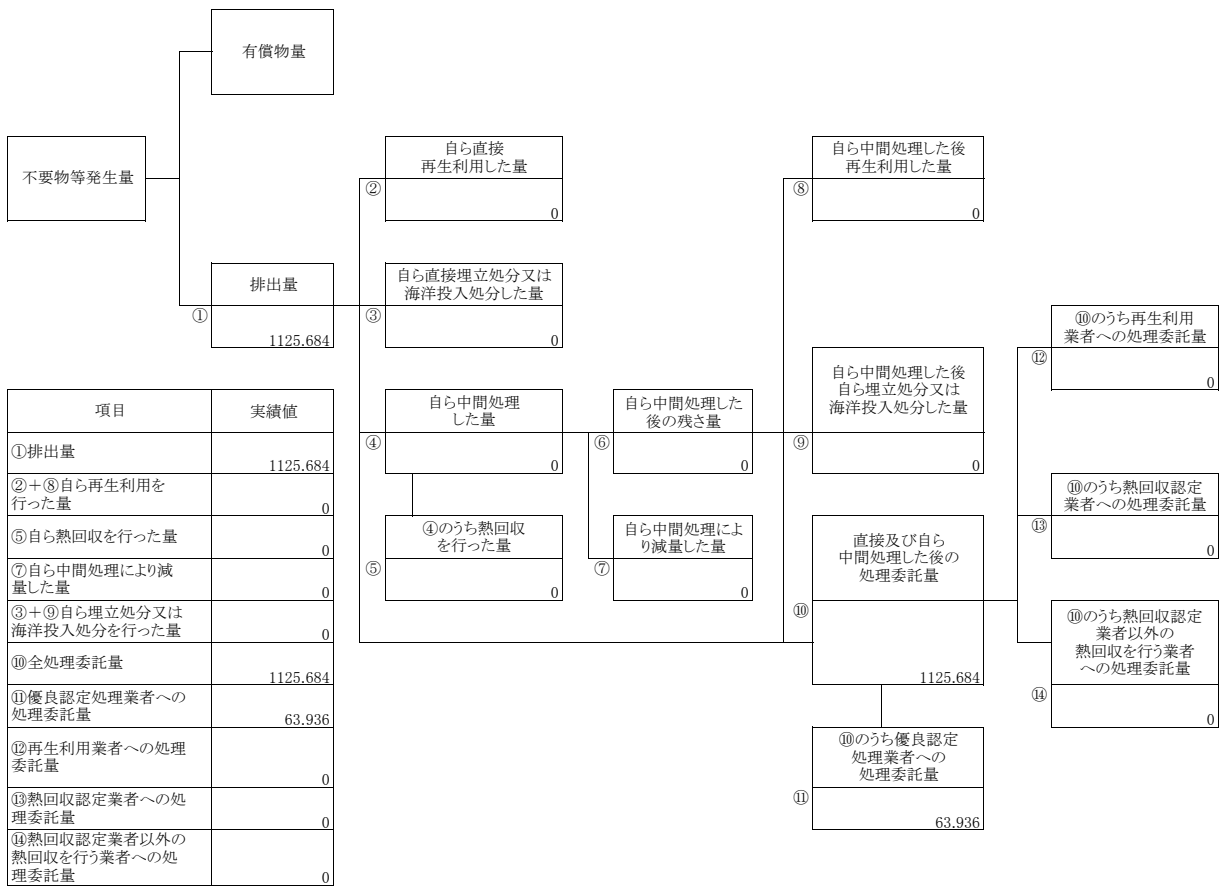 有償物量
不要物等発生量
排出量
①
1125.684
自ら直接
再生利用した量
②
0
自ら直接埋立処分又は
海洋投入処分した量
③
0
自ら中間処理
した量
④
0
④のうち熱回収
を行った量
⑤
0
自ら中間処理した
後の残さ量
⑥
0
自ら中間処理によ
り減量した量
⑦
0
自ら中間処理した後
再生利用した量
⑧
0
自ら中間処理した後
自ら埋立処分又は
海洋投入処分した量
⑨
0
直接及び自ら
中間処理した後の
処理委託量
⑩
1125.684
⑩のうち優良認定
処理業者への
処理委託量
⑪
63.936
⑩のうち再生利用
業者への処理委託量
⑫
0
⑩のうち熱回収認定
業者への処理委託量
⑬
0
⑩のうち熱回収認定
業者以外の
熱回収を行う業者
への処理委託量
⑭
0
項目 実績値
①排出量
1125.684
②＋⑧自ら再生利用を
行った量
0
⑤自ら熱回収を行った量
0
⑦自ら中間処理により減
量した量
0
③＋⑨自ら埋立処分又は
海洋投入処分を行った量
0
⑩全処理委託量
1125.684
⑪優良認定処理業者への
処理委託量
63.936
⑫再生利用業者への処理
委託量
0
⑬熱回収認定業者への処
理委託量
0
⑭熱回収認定業者以外の
熱回収を行う業者への処
理委託量
0